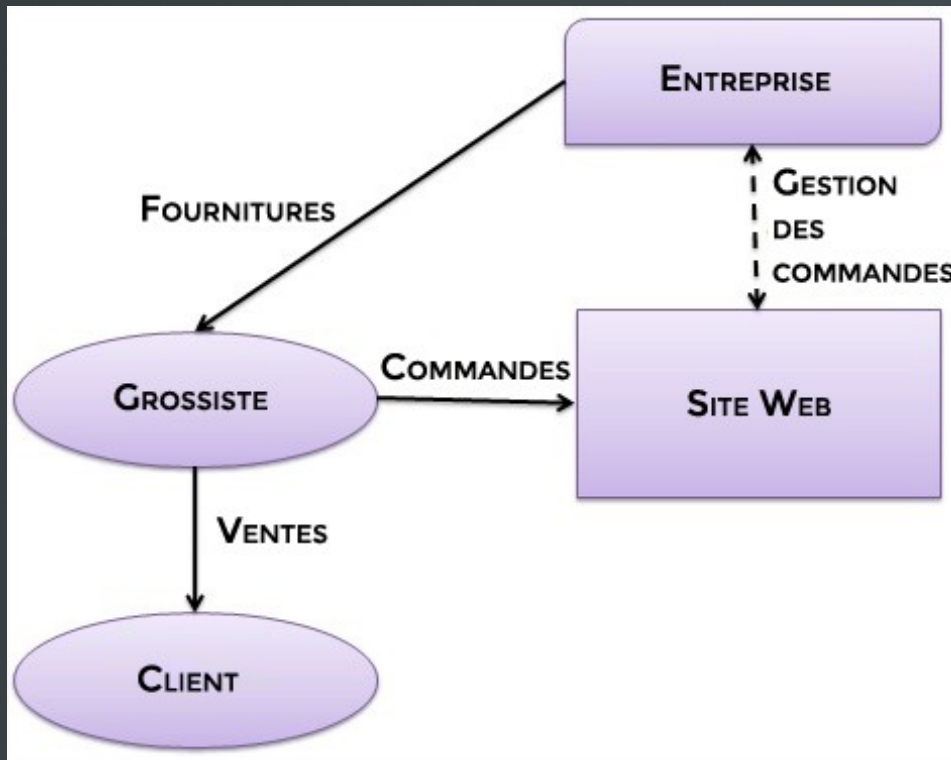 Entreprise
Fournitures
Gestion
des
commandes
Commandes
Grossiste
Site Web
Ventes
Client